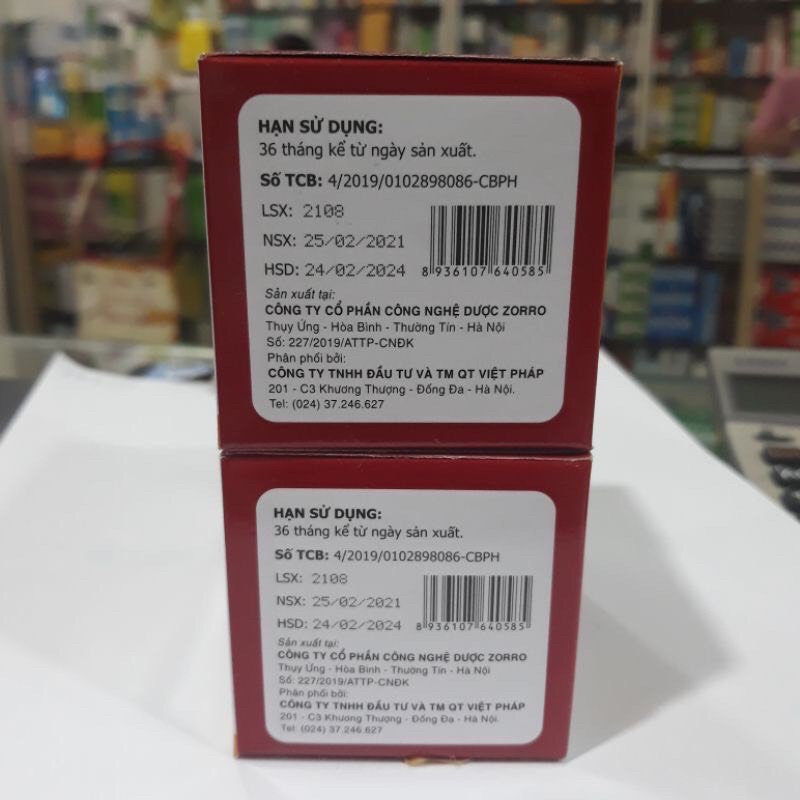 HẠN SỬ DỤNG:
36 tháng kể từ ngày sản xuất.
Số TCB: 4/2019/0102898086-CBPH
LSX: 2108
NSX: 25/02/2021
HSD: 24/02/2024
8 936107 640585
Sản xuất tại:
CÔNG TY CỔ PHẦN CÔNG NGHỆ DƯỢC ZORRO
Thụy Ứng - Hòa Bình - Thường Tín - Hà Nội
Số: 227/2019/ATTP-CNĐK
Phân phối bởi:
CÔNG TY TNHH ĐẦU TƯ VÀ TM QT VIỆT PHÁP
201 - C3 Khương Thượng - Đống Đa - Hà Nội.
Tel: (024) 37.246.627
HẠN SỬ DỤNG:
36 tháng kể từ ngày sản xuất.
Số TCB: 4/2019/0102898086-CBPH
LSX: 2108
NSX: 25/02/2021
HSD: 24/02/2024
8 936107 640585
Sản xuất tại:
CÔNG TY CỔ PHẦN CÔNG NGHỆ DƯỢC ZORRO
Thụy Ứng - Hòa Bình - Thường Tín - Hà Nội
Số: 227/2019/ATTP-CNĐK
Phân phối bởi:
CÔNG TY TNHH ĐẦU TƯ VÀ TM QT VIỆT PHÁP
201 - C3 Khương Thượng - Đống Đa - Hà Nội.
Tel: (024) 37.246.627